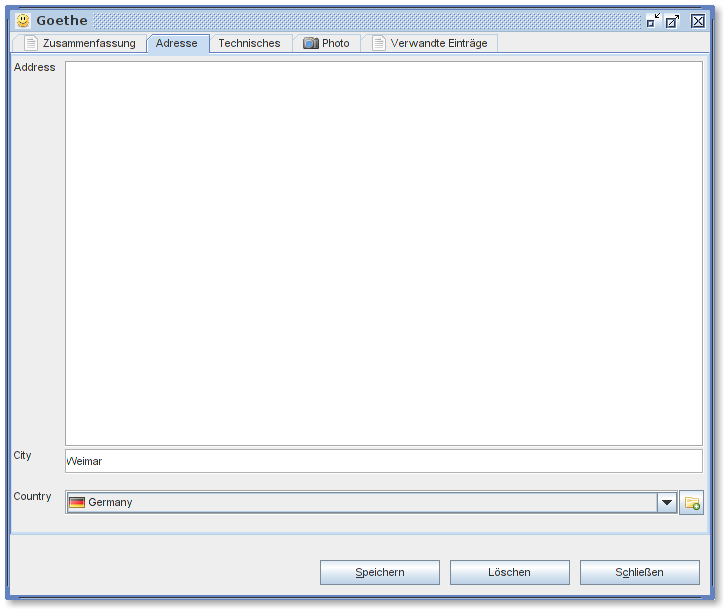 Goethe
Zusammenfassung Adresse Technisches Photo Verwandte Einträge
Address
City Weimar
Country Germany
Speichern Löschen Schließen